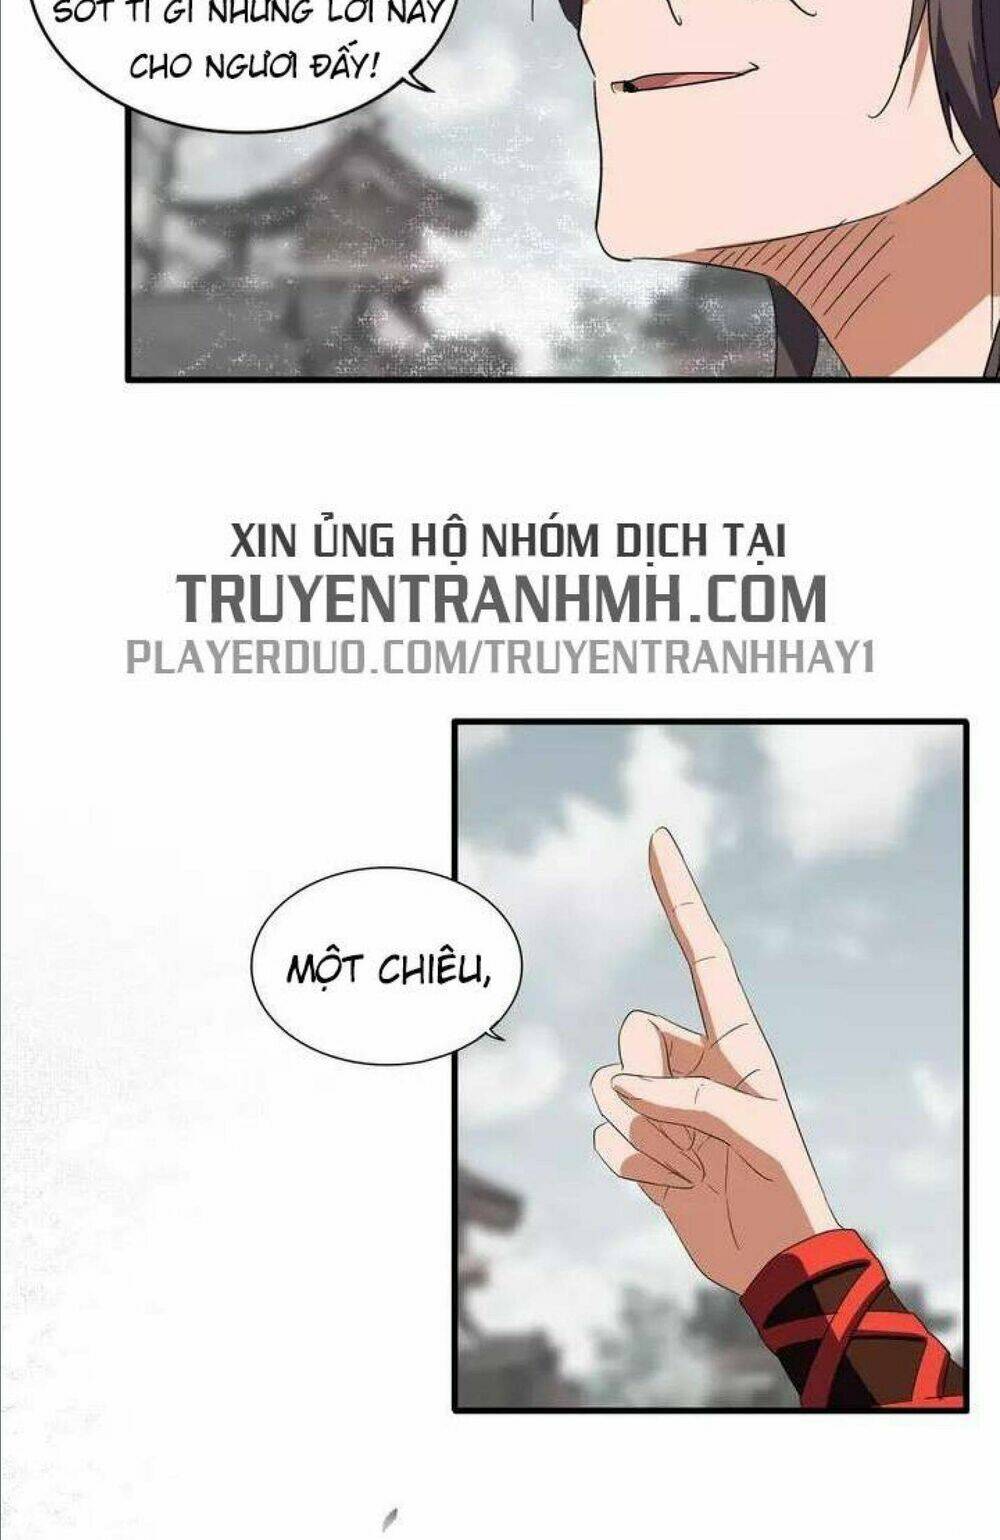 SÓT TÍ GÌ NHỮNG LỜI NÀY
CHO NGƯƠI ĐẤY!
XIN ỦNG HỘ NHÓM DỊCH TẠI
TRUYENTRANHMH.COM
PLAYERDUO.COM/TRUYENTRANHHAY1
MỘT CHIÊU,